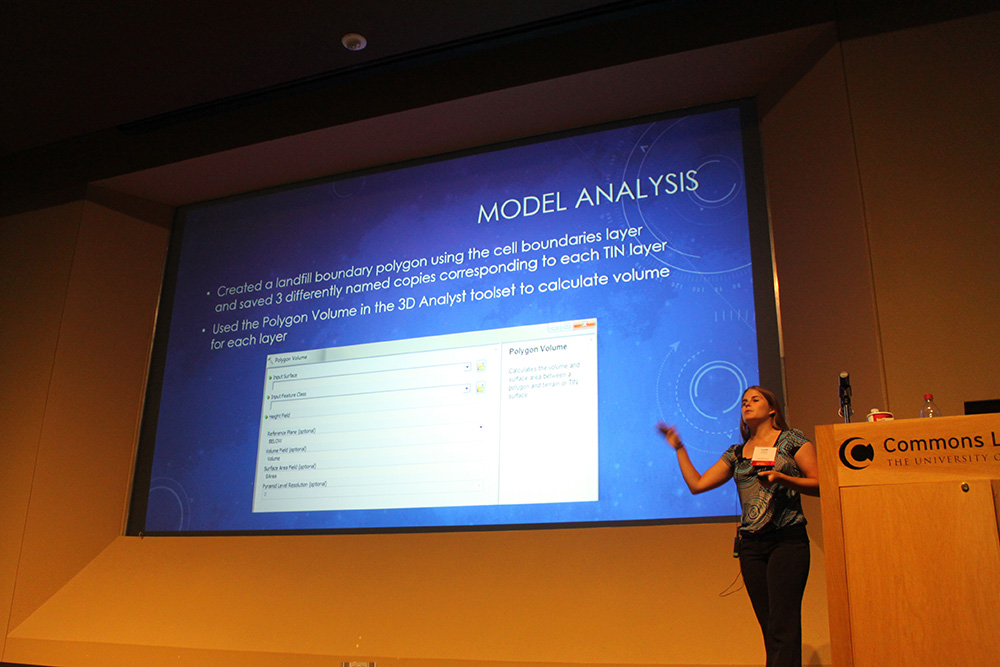 MODEL ANALYSIS
• Created a landfill boundary polygon using the cell boundaries layer
and saved 3 differently named copies corresponding to each TIN layer
• Used the Polygon Volume in the 3D Analyst toolset to calculate volume
for each layer
Polygon Volume
Input Surface
Input Feature Class
Height Field
Reference Plane (optional)
BELOW
Volume Field (optional)
Volume
Surface Area Field (optional)
SArea
Pyramid Level Resolution (optional)
Polygon Volume
Calculates the volume and
surface area between a
polygon and terrain or TIN
surface.
Commons L
THE UNIVERSITY